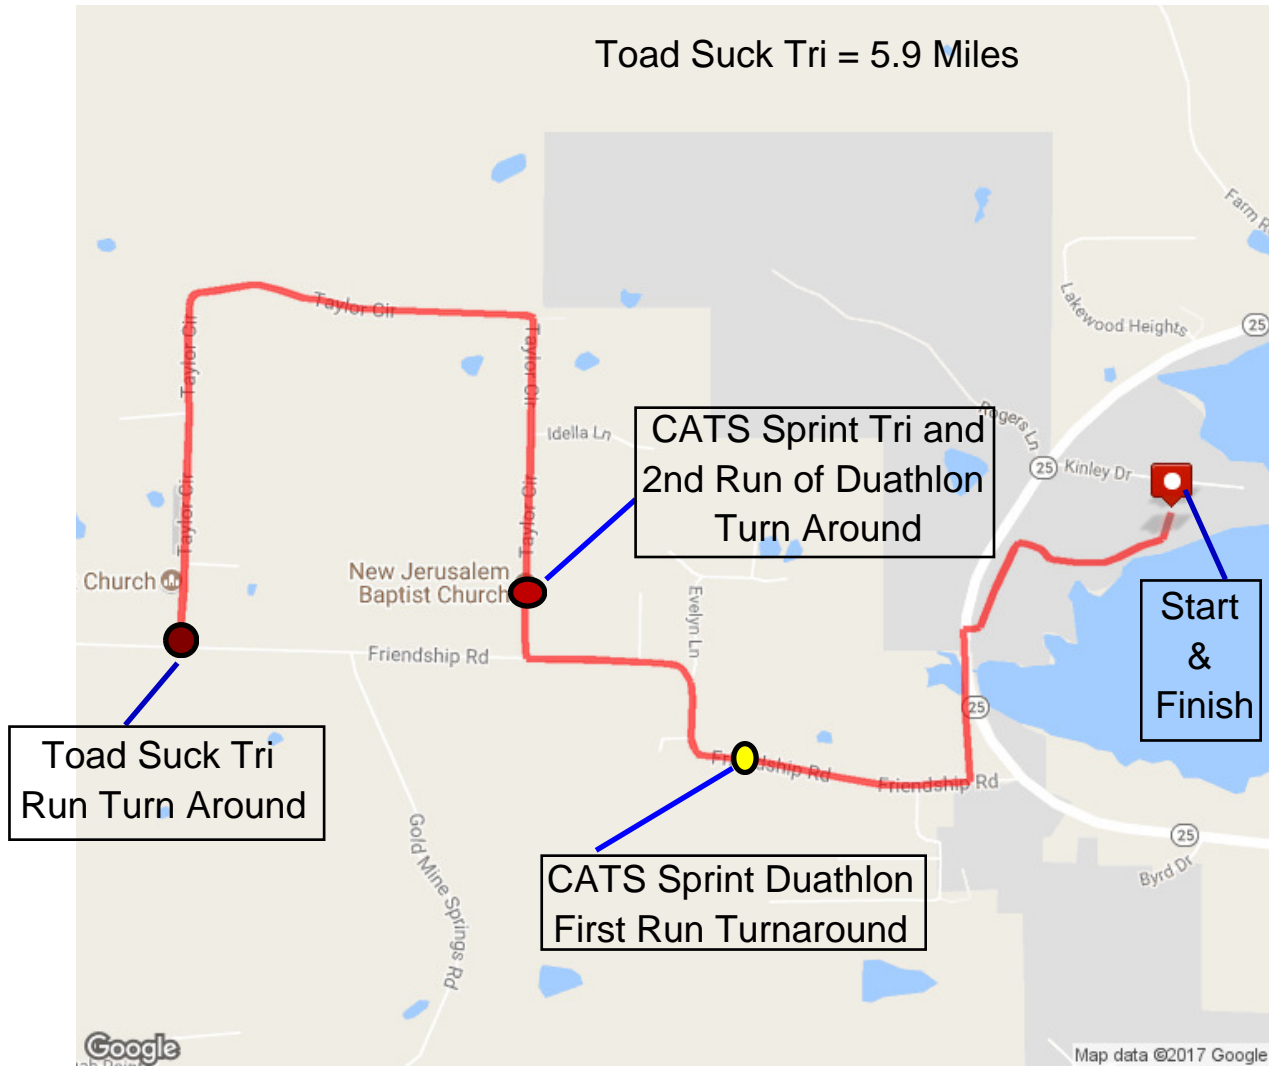 Toad Suck Tri = 5.9 Miles
Farm R
Lakewood Heights
25
Taylor Cir
Taylor Cir
Taylor Cir
Rogers Ln
CATS Sprint Tri and
2nd Run of Duathlon
Turn Around
Idella Ln
25
Kinley Dr
Taylor Cir
Taylor Cir
Church
New Jerusalem
Baptist Church
Evelyn Ln
Start
&
Finish
Friendship Rd
25
Toad Suck Tri
Run Turn Around
Friendship Rd
Friendship Rd
Gold Mine Springs Rd
25
Byrd Dr
CATS Sprint Duathlon
First Run Turnaround
Google
Map data ©2017 Google